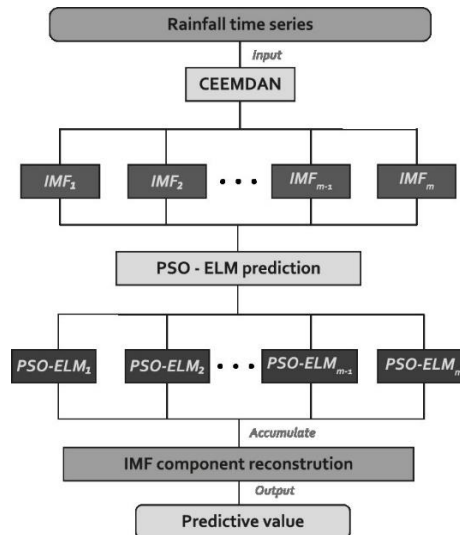 Rainfall time series
Input
CEEMDAN
IMF₁ IMF₂ • • • IMFₘ₋₁ IMFₘ
PSO - ELM prediction
PSO-ELM₁ PSO-ELM₂ • • • PSO-ELMₘ₋₁ PSO-ELMₘ
Accumulate
IMF component reconstrution
Output
Predictive value